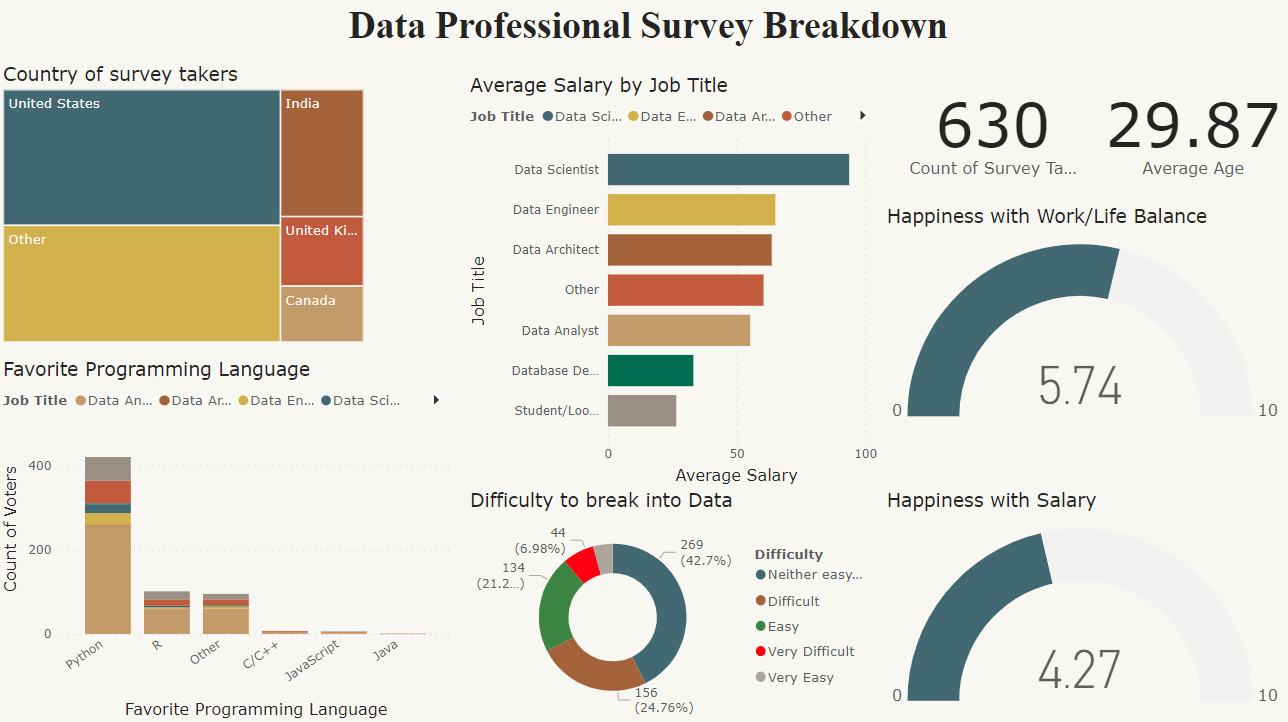 Data Professional Survey Breakdown
Country of survey takers
United States
India
Other
United Ki...
Canada
Average Salary by Job Title
Job Title Data Sci... Data E... Data Ar... Other
Job Title
Data Scientist
Data Engineer
Data Architect
Other
Data Analyst
Database De...
Student/Loo...
0 50 100
Average Salary
630
Count of Survey Ta...
29.87
Average Age
Happiness with Work/Life Balance
5.74
0 10
Favorite Programming Language
Job Title Data An... Data Ar... Data En... Data Sci...
Count of Voters
400
200
0
Python R Other C/C++ JavaScript Java
Favorite Programming Language
Difficulty to break into Data
44
(6.98%)
269
(42.7%)
134
(21.2...)
156
(24.76%)
Difficulty
Neither easy...
Difficult
Easy
Very Difficult
Very Easy
Happiness with Salary
4.27
0 10